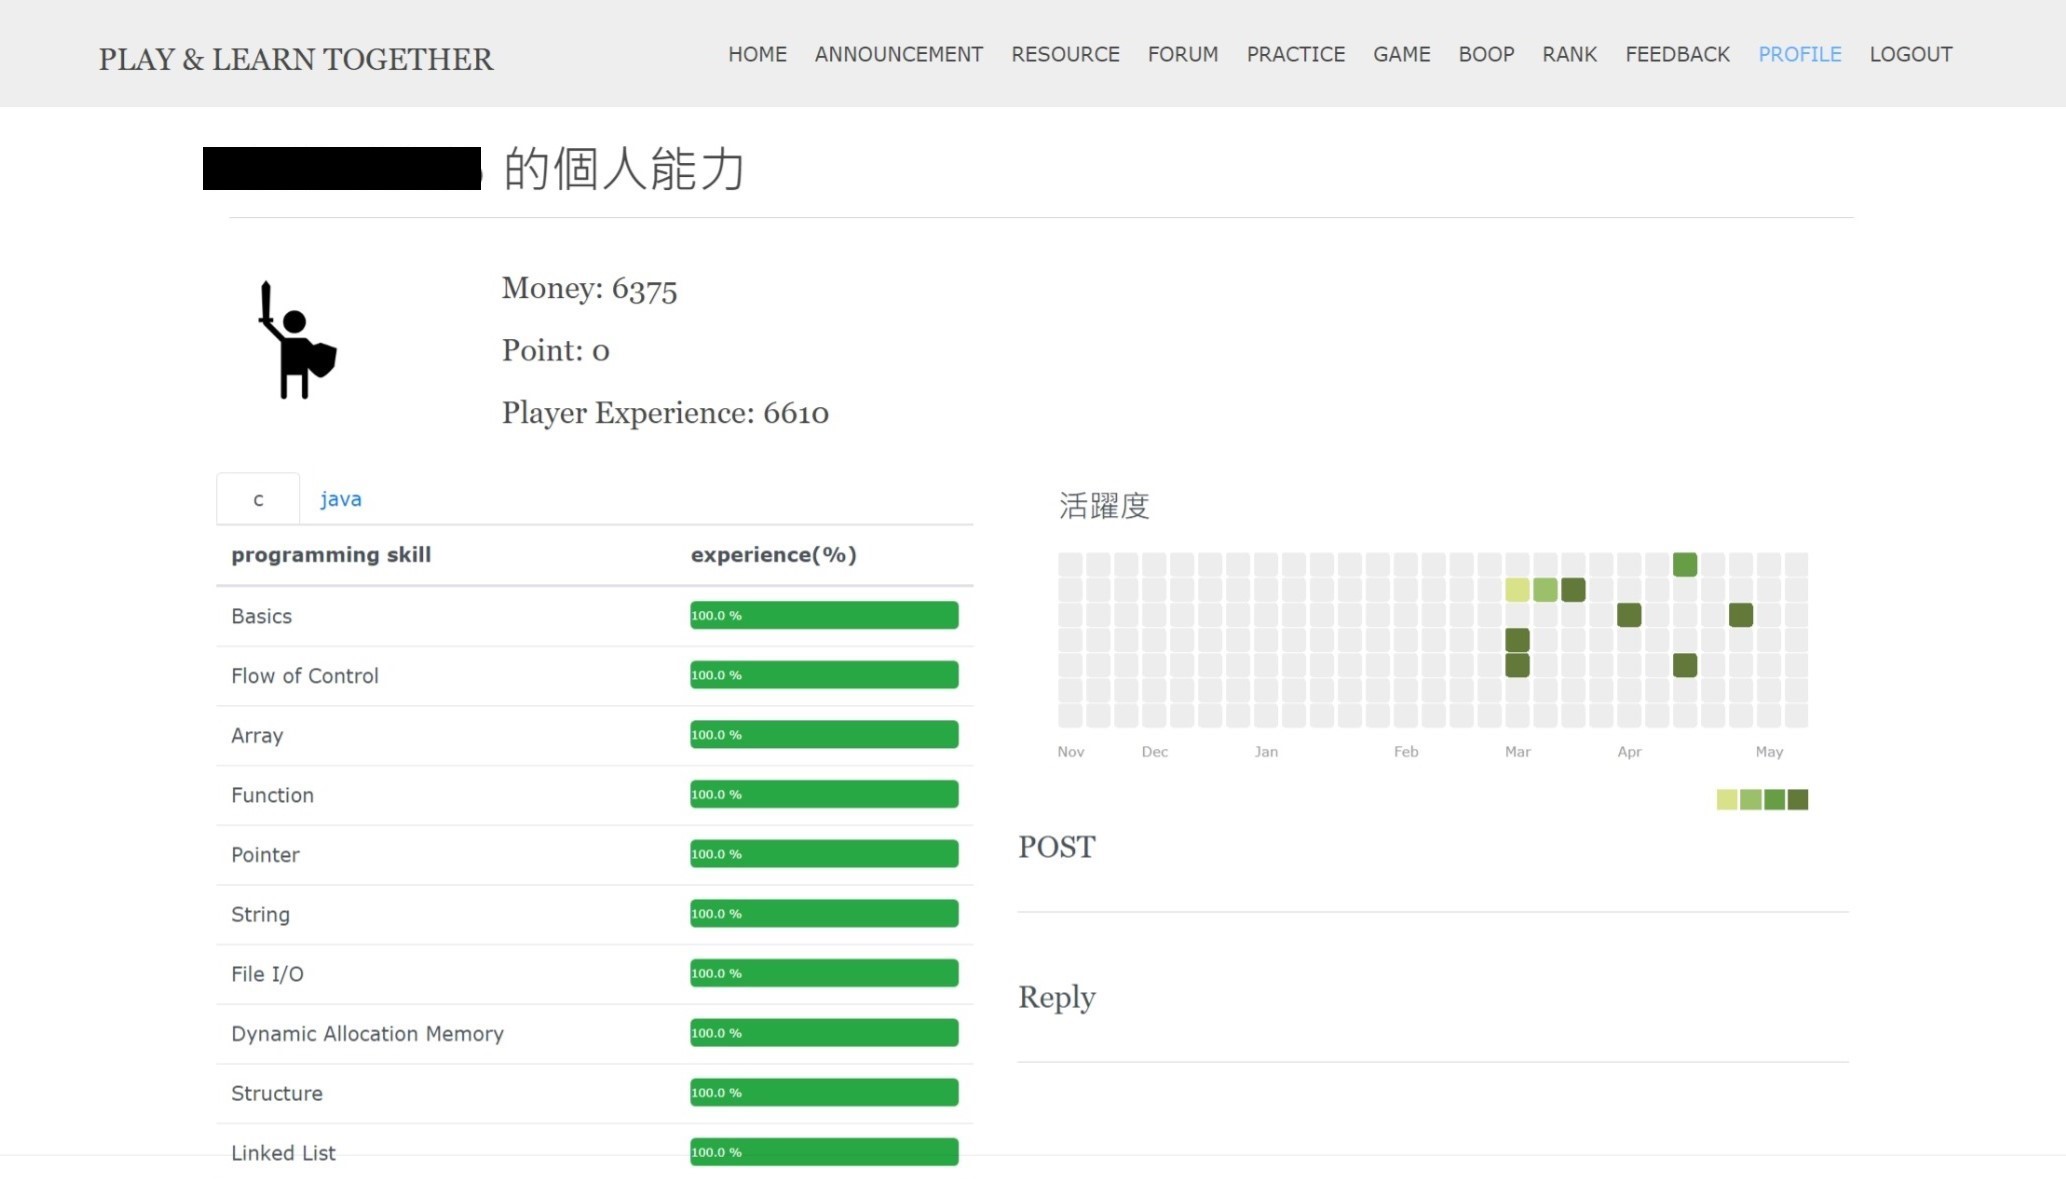 PLAY & LEARN TOGETHER
HOME ANNOUNCEMENT RESOURCE FORUM PRACTICE GAME BOOP RANK FEEDBACK PROFILE LOGOUT
的個人能力
Money: 6375
Point: 0
Player Experience: 6610
c java
programming skill experience(%)
Basics 100.0 %
Flow of Control 100.0 %
Array 100.0 %
Function 100.0 %
Pointer 100.0 %
String 100.0 %
File I/O 100.0 %
Dynamic Allocation Memory 100.0 %
Structure 100.0 %
Linked List 100.0 %
活躍度
Nov Dec Jan Feb Mar Apr May
POST
Reply